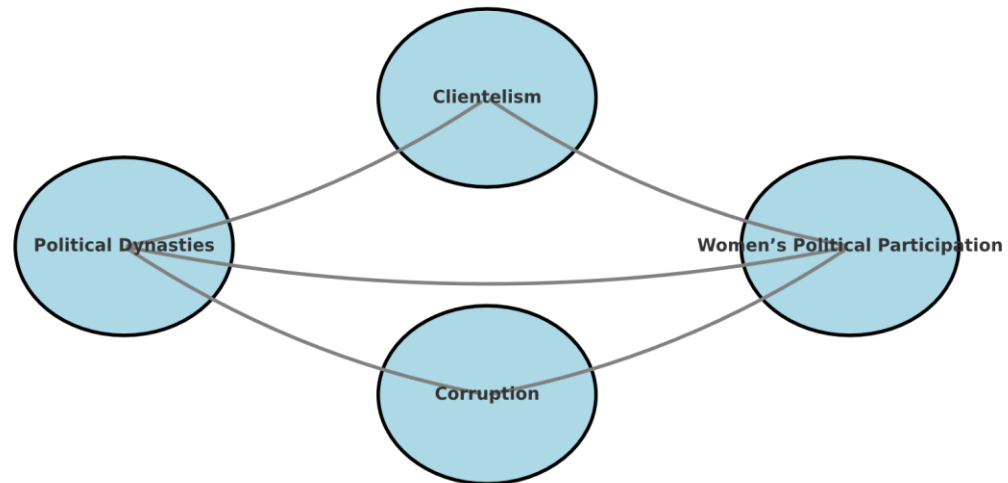 Clientelism
Political Dynasties
Women’s Political Participation
Corruption